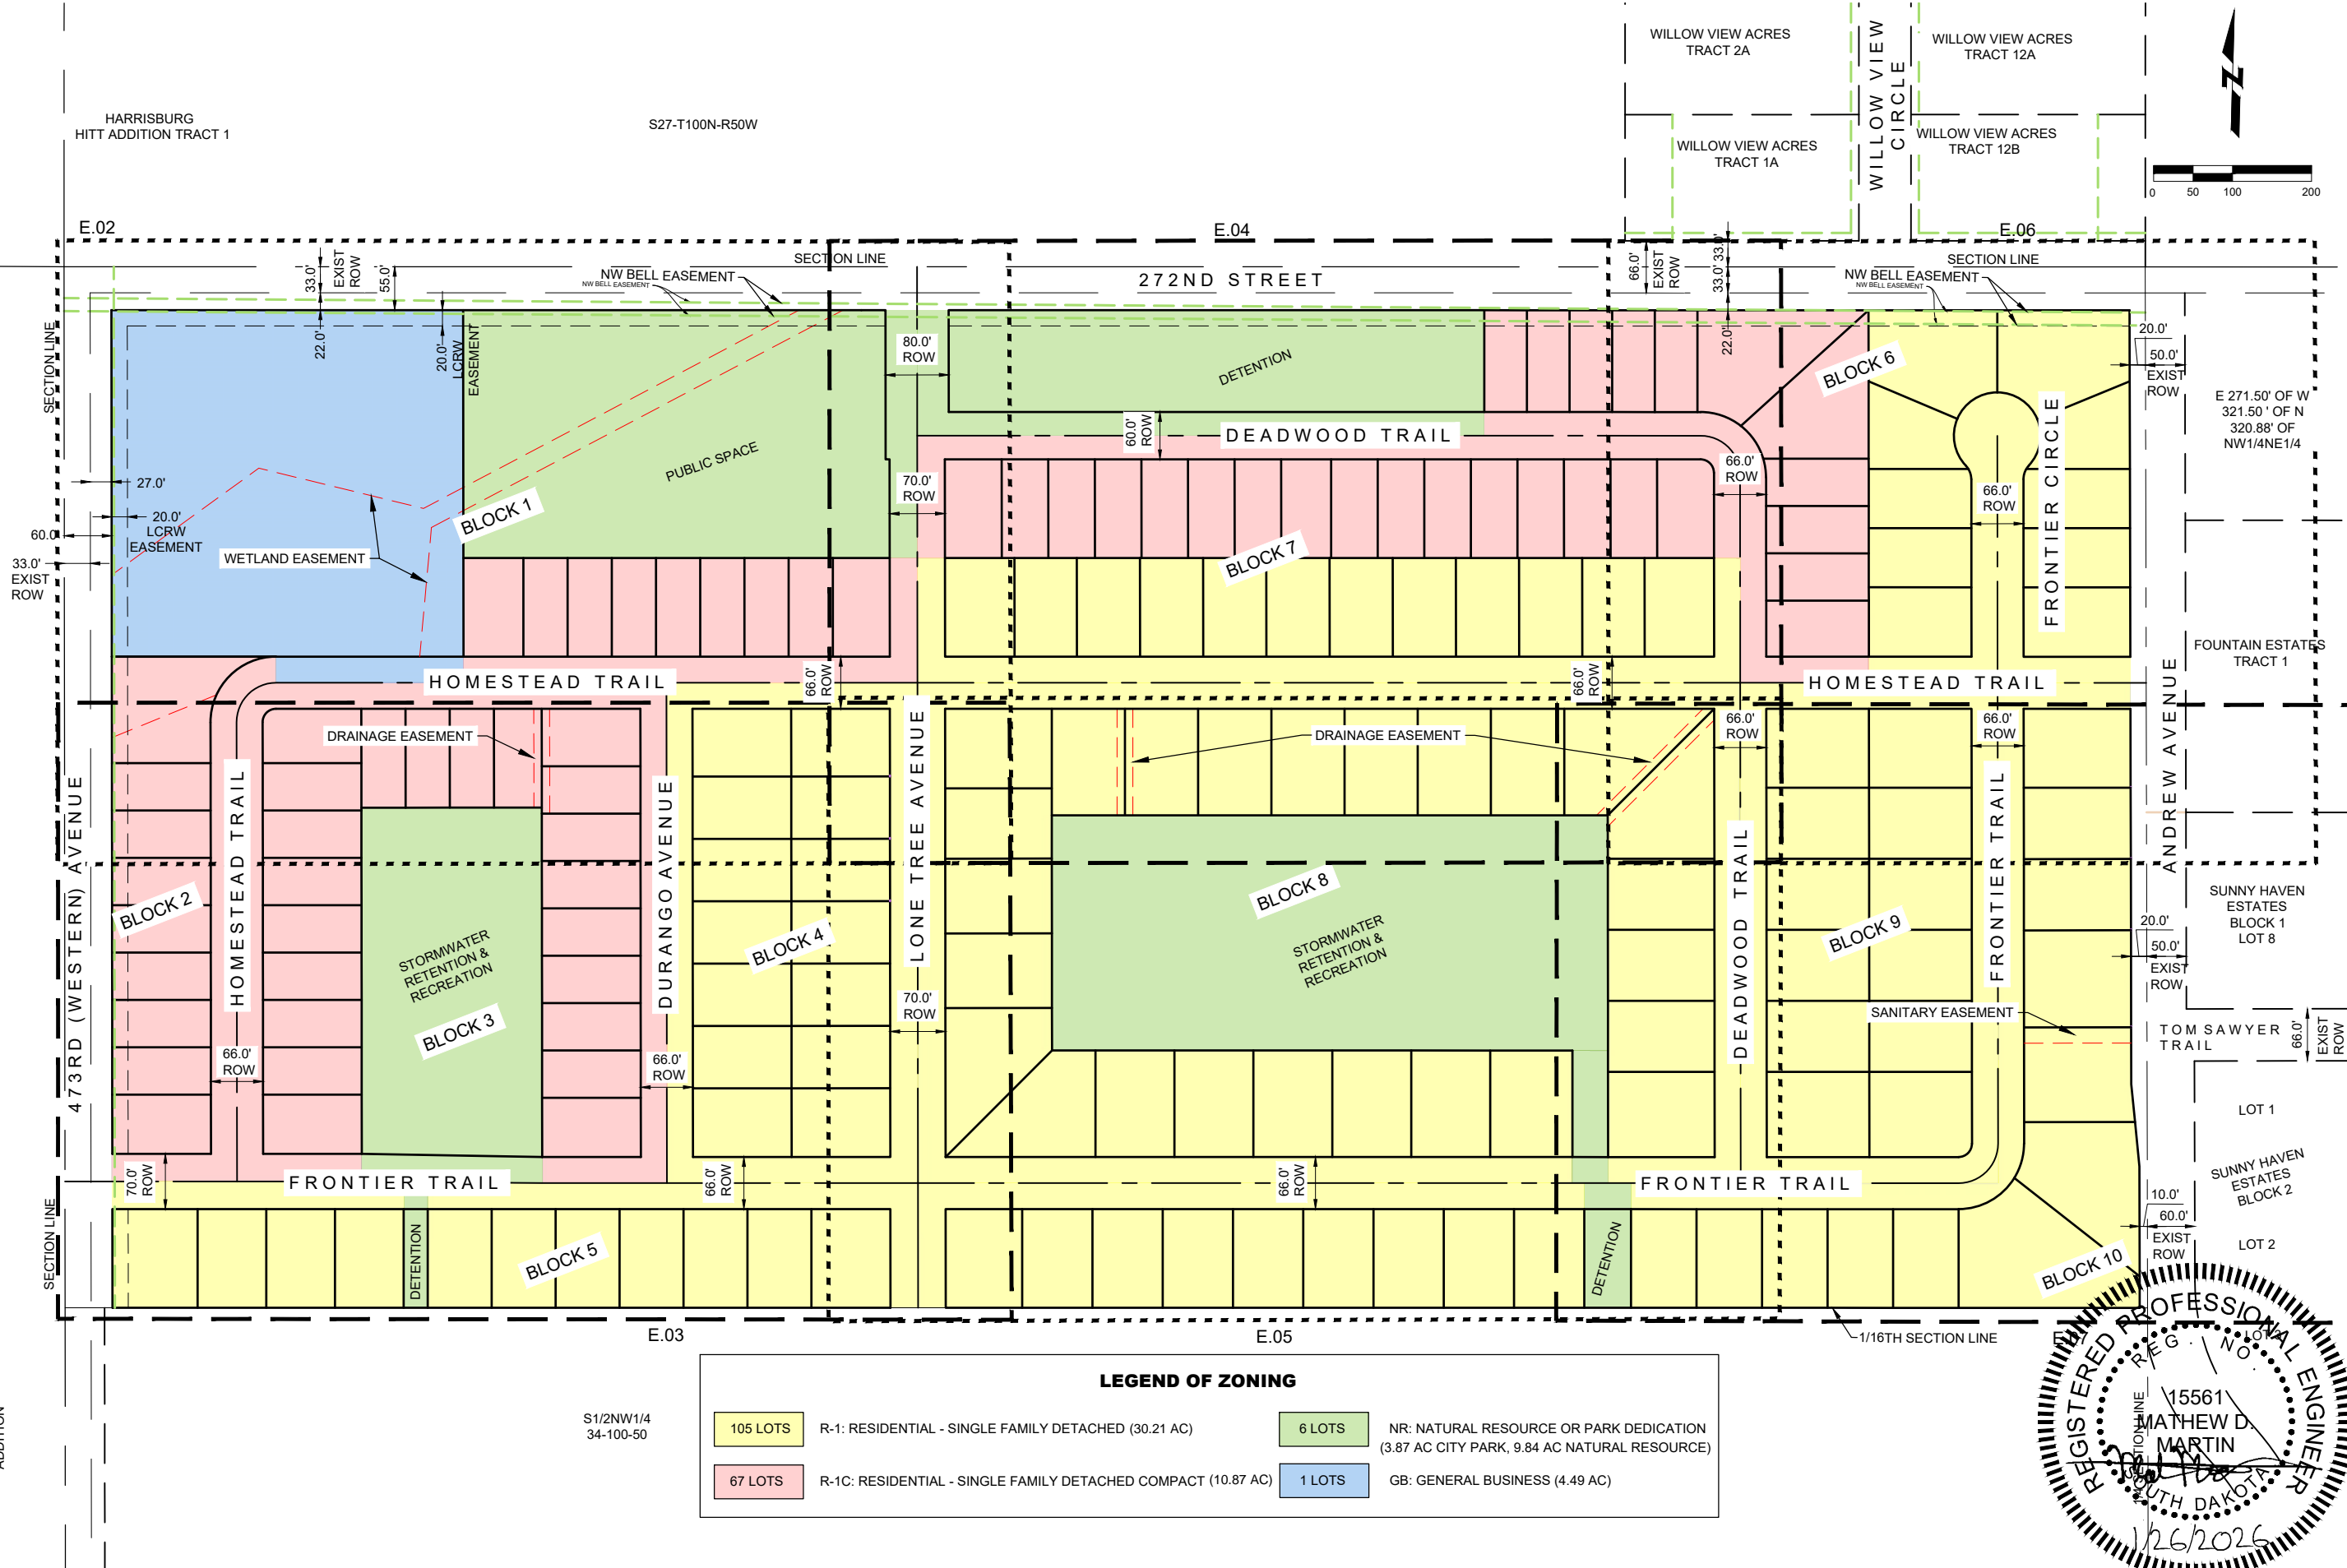 WILLOW VIEW ACRES
TRACT 2A
WILLOW VIEW
CIRCLE
WILLOW VIEW ACRES
TRACT 12A
HARRISBURG
HITT ADDITION TRACT 1
S27-T100N-R50W
WILLOW VIEW ACRES
TRACT 1A
WILLOW VIEW ACRES
TRACT 12B
0 50 100 200
E.02
E.04
E.06
SECTION LINE
SECTION LINE
272ND STREET
33.0'
EXIST
ROW
55.0'
NW BELL EASEMENT
NW BELL EASEMENT
66.0'
EXIST
ROW
33.0'
33.0'
NW BELL EASEMENT
NW BELL EASEMENT
SECTION LINE
22.0'
20.0'
LCRW
EASEMENT
80.0'
ROW
DETENTION
22.0'
BLOCK 6
20.0'
50.0'
EXIST
ROW
E 271.50' OF W
321.50 ' OF N
320.88' OF
NW1/4NE1/4
60.0'
ROW
DEADWOOD TRAIL
PUBLIC SPACE
66.0'
ROW
FRONTIER CIRCLE
27.0'
70.0'
ROW
66.0'
ROW
20.0'
LCRW
EASEMENT
BLOCK 1
60.0'
WETLAND EASEMENT
BLOCK 7
33.0'
EXIST
ROW
FOUNTAIN ESTATES
TRACT 1
HOMESTEAD TRAIL
66.0'
ROW
66.0'
ROW
HOMESTEAD TRAIL
DRAINAGE EASEMENT
DRAINAGE EASEMENT
66.0'
ROW
66.0'
ROW
473RD (WESTERN) AVENUE
HOMESTEAD TRAIL
DURANGO AVENUE
LONE TREE AVENUE
DEADWOOD TRAIL
FRONTIER TRAIL
ANDREW AVENUE
BLOCK 2
STORMWATER
RETENTION &
RECREATION
BLOCK 3
BLOCK 4
BLOCK 8
STORMWATER
RETENTION &
RECREATION
BLOCK 9
SUNNY HAVEN
ESTATES
BLOCK 1
LOT 8
20.0'
50.0'
EXIST
ROW
70.0'
ROW
SANITARY EASEMENT
TOM SAWYER
TRAIL
66.0'
EXIST
ROW
66.0'
ROW
66.0'
ROW
LOT 1
70.0'
ROW
FRONTIER TRAIL
66.0'
ROW
66.0'
ROW
FRONTIER TRAIL
SUNNY HAVEN
ESTATES
BLOCK 2
10.0'
60.0'
EXIST
ROW
LOT 2
SECTION LINE
DETENTION
BLOCK 5
DETENTION
BLOCK 10
E.03
E.05
1/16TH SECTION LINE
LEGEND OF ZONING
105 LOTS R-1: RESIDENTIAL - SINGLE FAMILY DETACHED (30.21 AC)
6 LOTS NR: NATURAL RESOURCE OR PARK DEDICATION
(3.87 AC CITY PARK, 9.84 AC NATURAL RESOURCE)
67 LOTS R-1C: RESIDENTIAL - SINGLE FAMILY DETACHED COMPACT (10.87 AC)
1 LOTS GB: GENERAL BUSINESS (4.49 AC)
S1/2NW1/4
34-100-50
ADDITION
REGISTERED PROFESSIONAL ENGINEER
REG. NO.
15561
MATHEW D.
MARTIN
SOUTH DAKOTA
1/26/2026